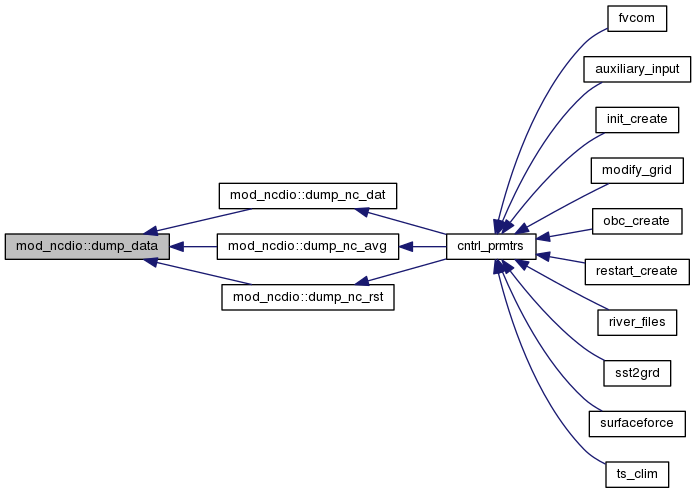 fvcom
auxiliary_input
init_create
modify_grid
mod_ncdio::dump_nc_dat
obc_create
mod_ncdio::dump_data
mod_ncdio::dump_nc_avg
cntrl_prmtrs
restart_create
mod_ncdio::dump_nc_rst
river_files
sst2grd
surfaceforce
ts_clim